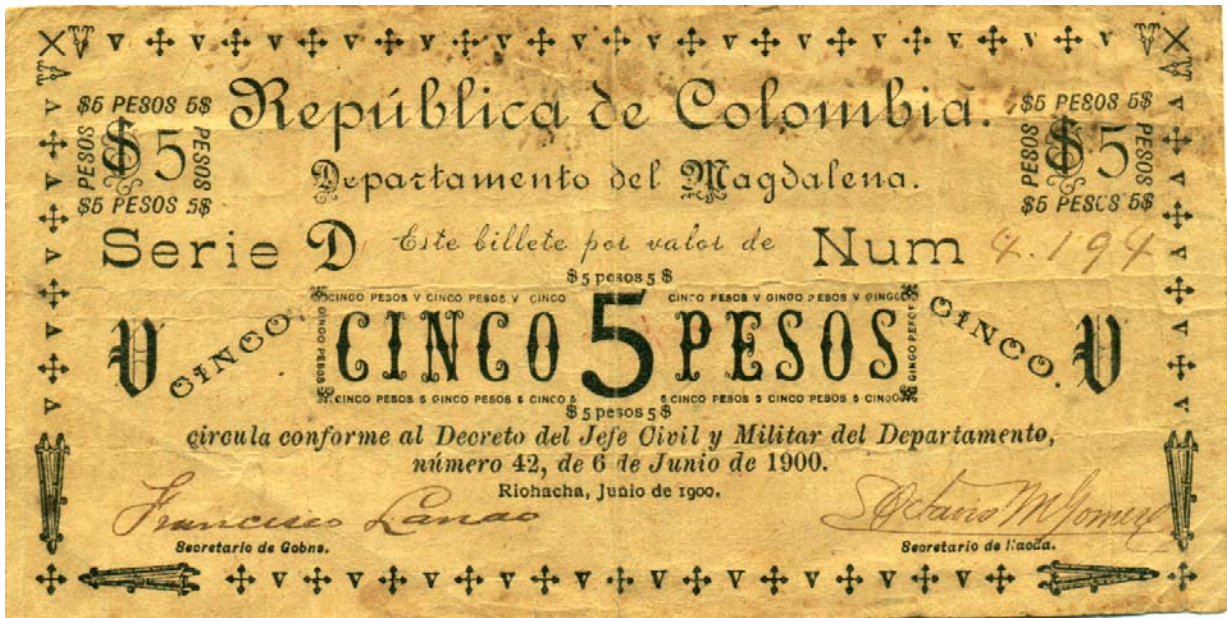 V V V V V V V V V
$5 PESOS 5$ República de Colombia. $5 PESOS 5$
PESOS $5 PESOS PESOS $5 PESOS
$5 PESOS 5$ Departamento del Magdalena. $5 PESOS 5$
Serie D Este billete por valor de Num 4.194
$5 pesos 5$
CINCO PESOS V CINCO PESOS V CINCO CINCO PESOS V CINCO PESOS V CINCO
V CINCO. CINCO PESOS CINCO 5 PESOS CINCO PESOS CINCO. V
CINCO PESOS 5 CINCO PESOS 5 CINCO 5 5 CINCO PESOS 5 CINCO PESOS 5 CINCO
$5 pesos 5$
circula conforme al Decreto del Jefe Civil y Militar del Departamento,
número 42, de 6 de Junio de 1900.
Riohacha, Junio de 1900.
Francisco Lanao Octavio M Gomez
Secretario de Gobno. Secretario de Hacda.
V V V V V V V